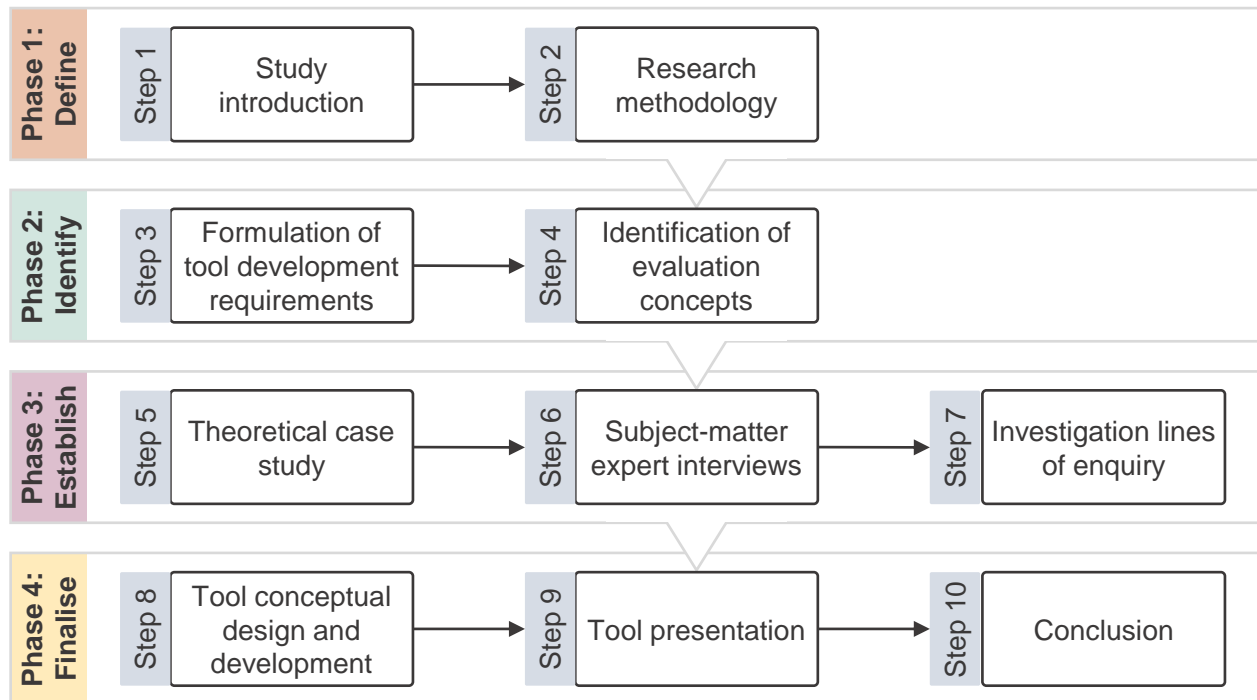 Phase 1:
Define
Step 1
Study
introduction
Step 2
Research
methodology
Phase 2:
Identify
Step 3
Formulation of
tool development
requirements
Step 4
Identification of
evaluation
concepts
Phase 3:
Establish
Step 5
Theoretical case
study
Step 6
Subject-matter
expert interviews
Step 7
Investigation lines
of enquiry
Phase 4:
Finalise
Step 8
Tool conceptual
design and
development
Step 9
Tool presentation
Step 10
Conclusion